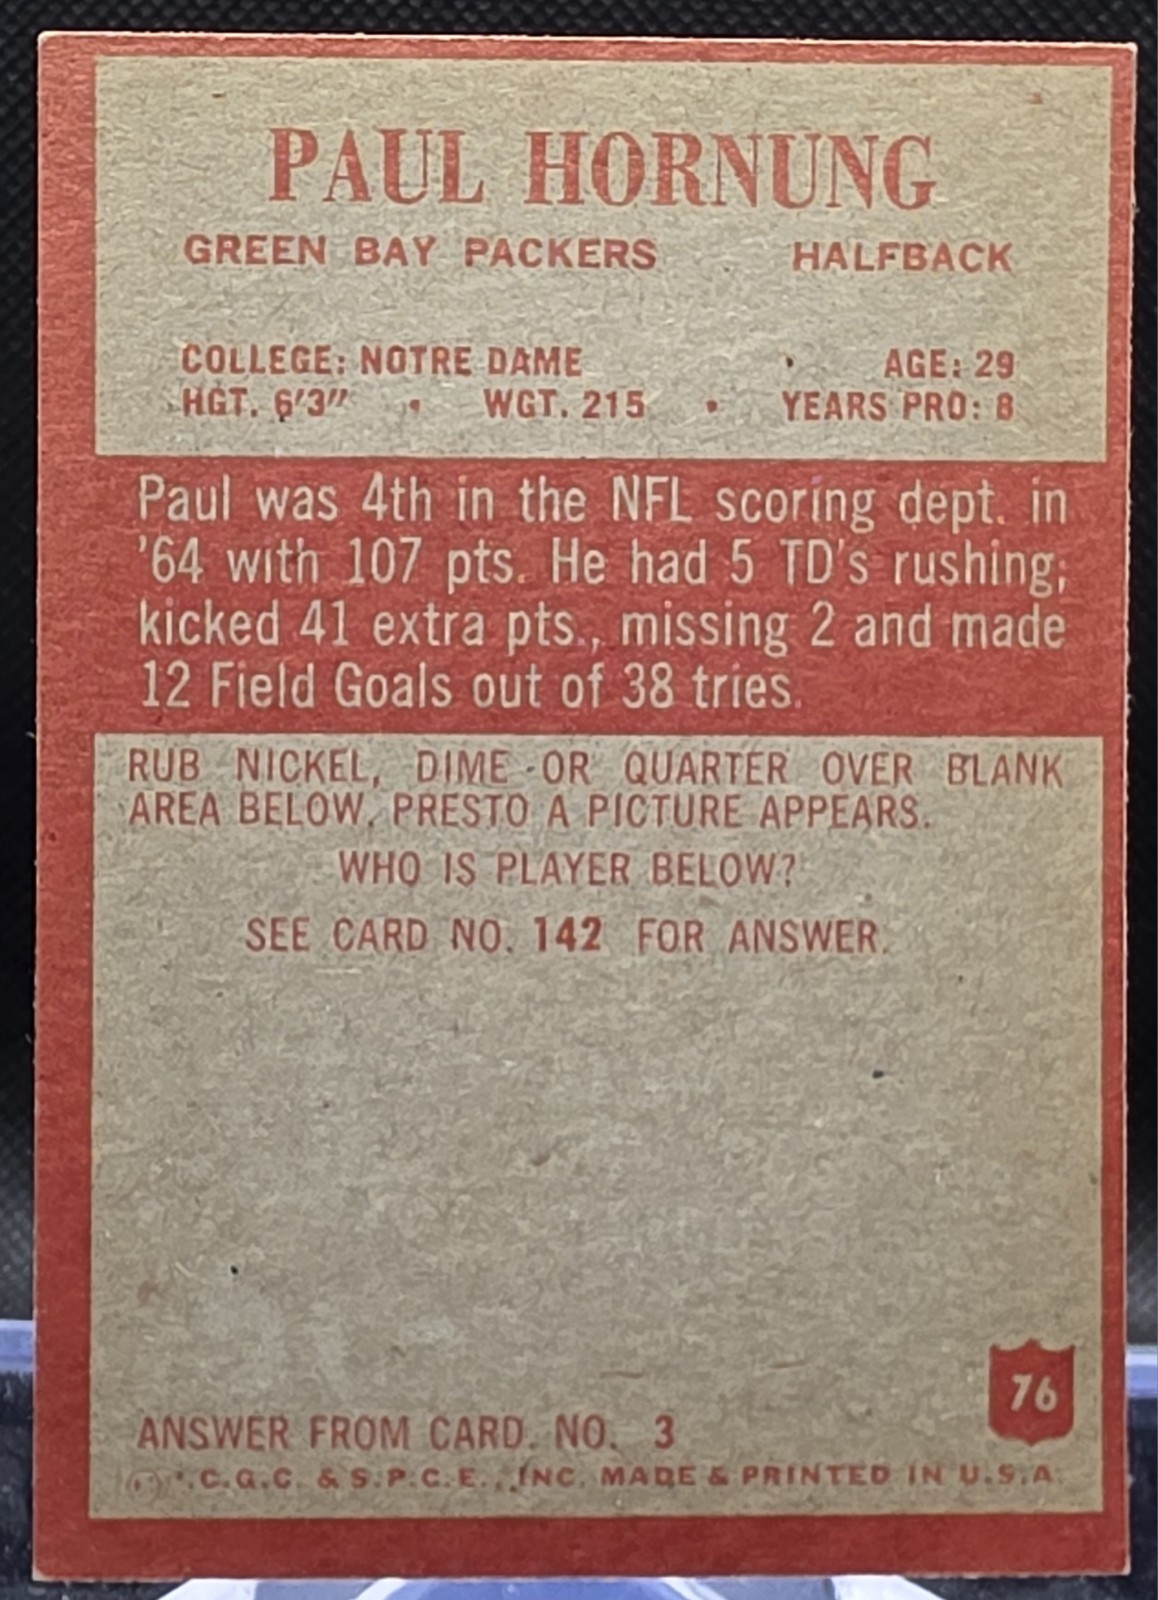 PAUL HORNUNG
GREEN BAY PACKERS HALFBACK
COLLEGE: NOTRE DAME AGE: 29
HGT. 6'3" • WGT. 215 • YEARS PRO: 8
Paul was 4th in the NFL scoring dept. in
'64 with 107 pts. He had 5 TD's rushing;
kicked 41 extra pts., missing 2 and made
12 Field Goals out of 38 tries.
RUB NICKEL, DIME OR QUARTER OVER BLANK
AREA BELOW, PRESTO A PICTURE APPEARS.
WHO IS PLAYER BELOW?
SEE CARD NO. 142 FOR ANSWER.
76
ANSWER FROM CARD. NO. 3
P.C.G.C. & S.P.C.E., INC. MADE & PRINTED IN U.S.A.